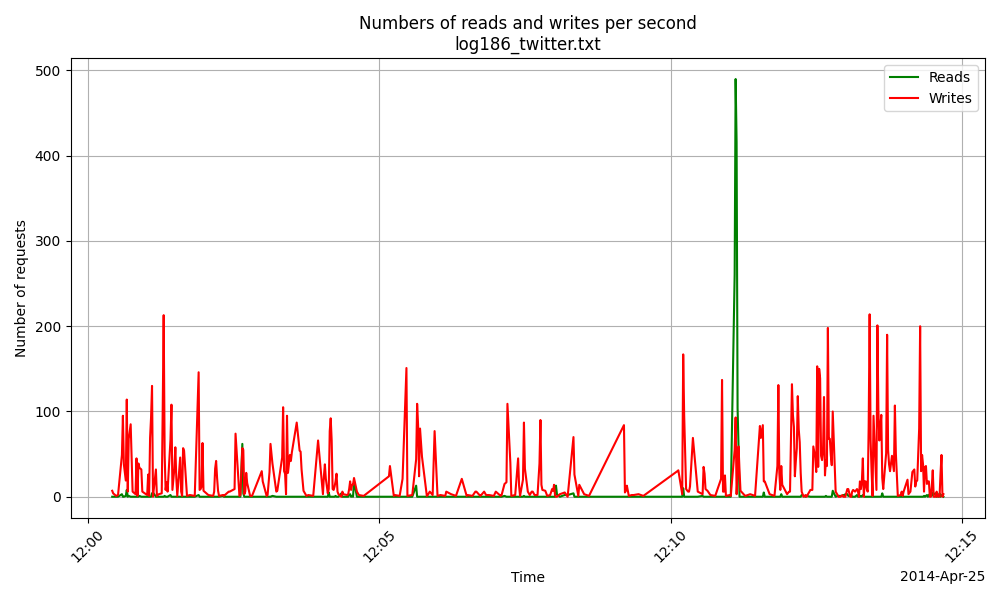 Numbers of reads and writes per second
log186_twitter.txt
Reads
Writes
500
400
300
200
100
0
Number of requests
12:00
12:05
12:10
12:15
Time
2014-Apr-25